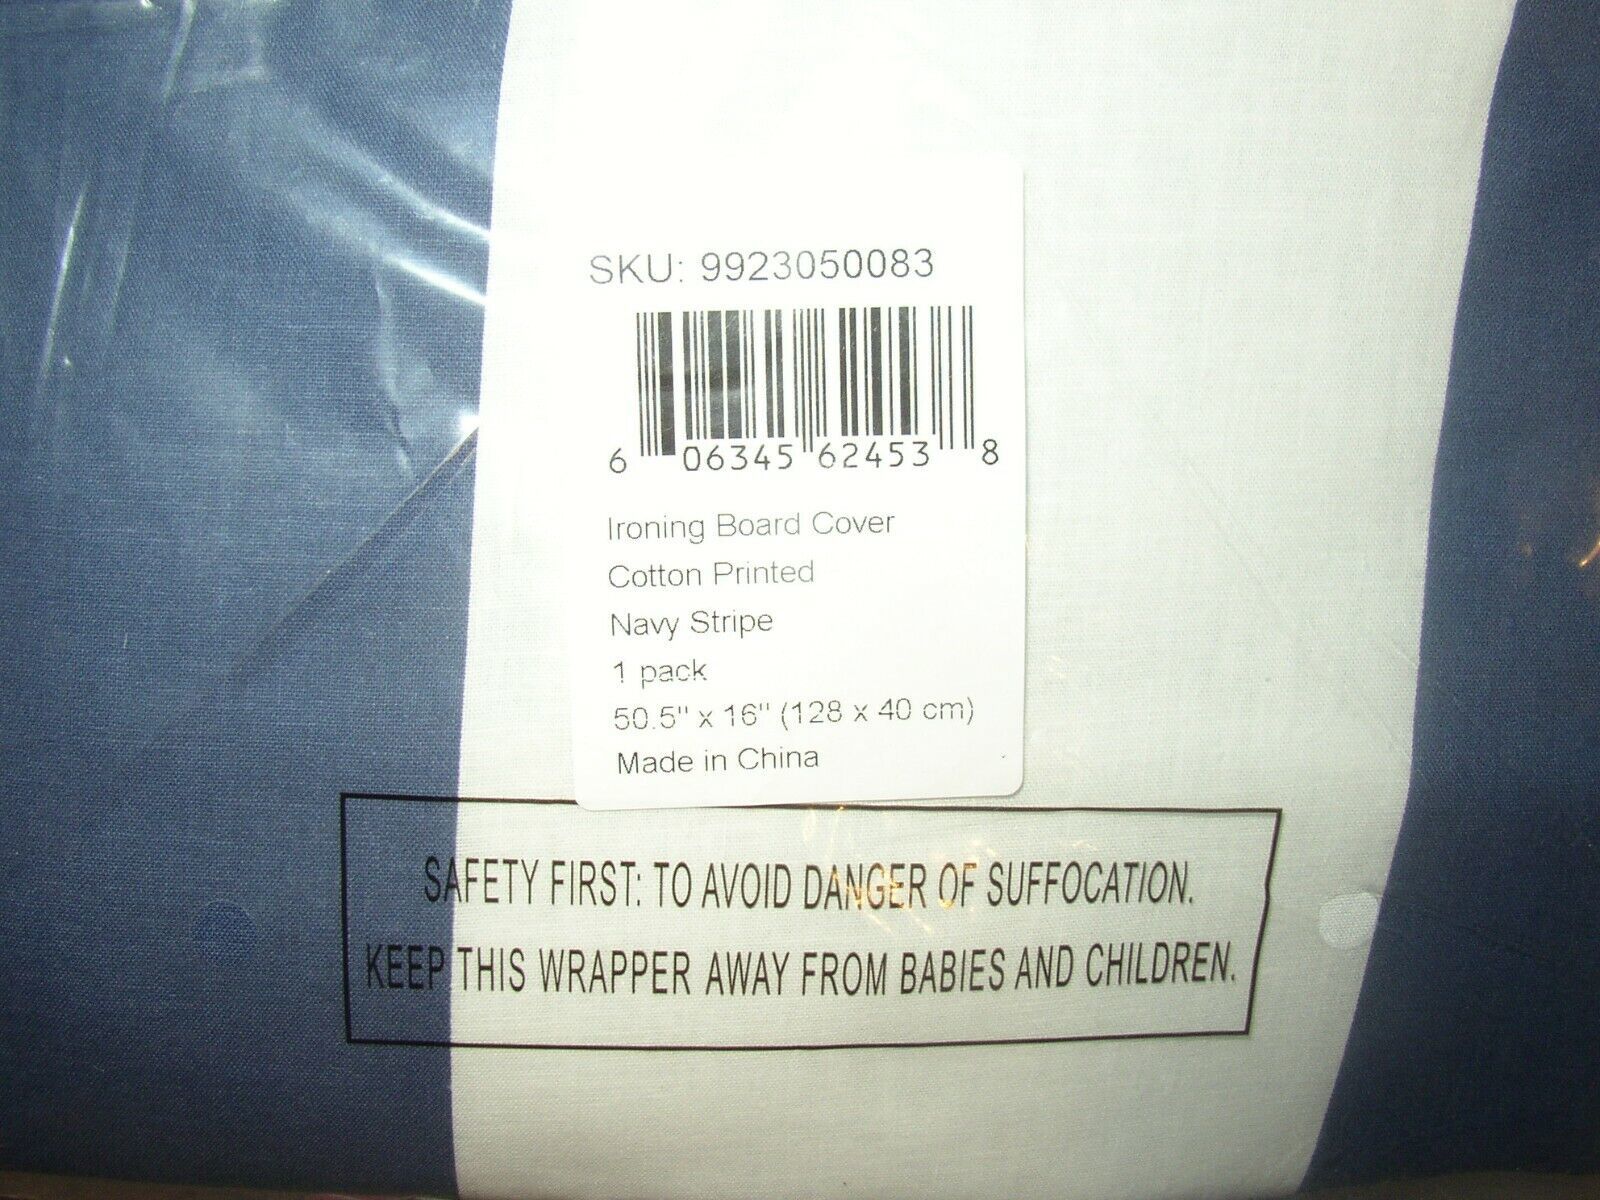 SKU: 9923050083
6 06345 62453 8
Ironing Board Cover
Cotton Printed
Navy Stripe
1 pack
50.5" x 16" (128 x 40 cm)
Made in China
SAFETY FIRST: TO AVOID DANGER OF SUFFOCATION.
KEEP THIS WRAPPER AWAY FROM BABIES AND CHILDREN.